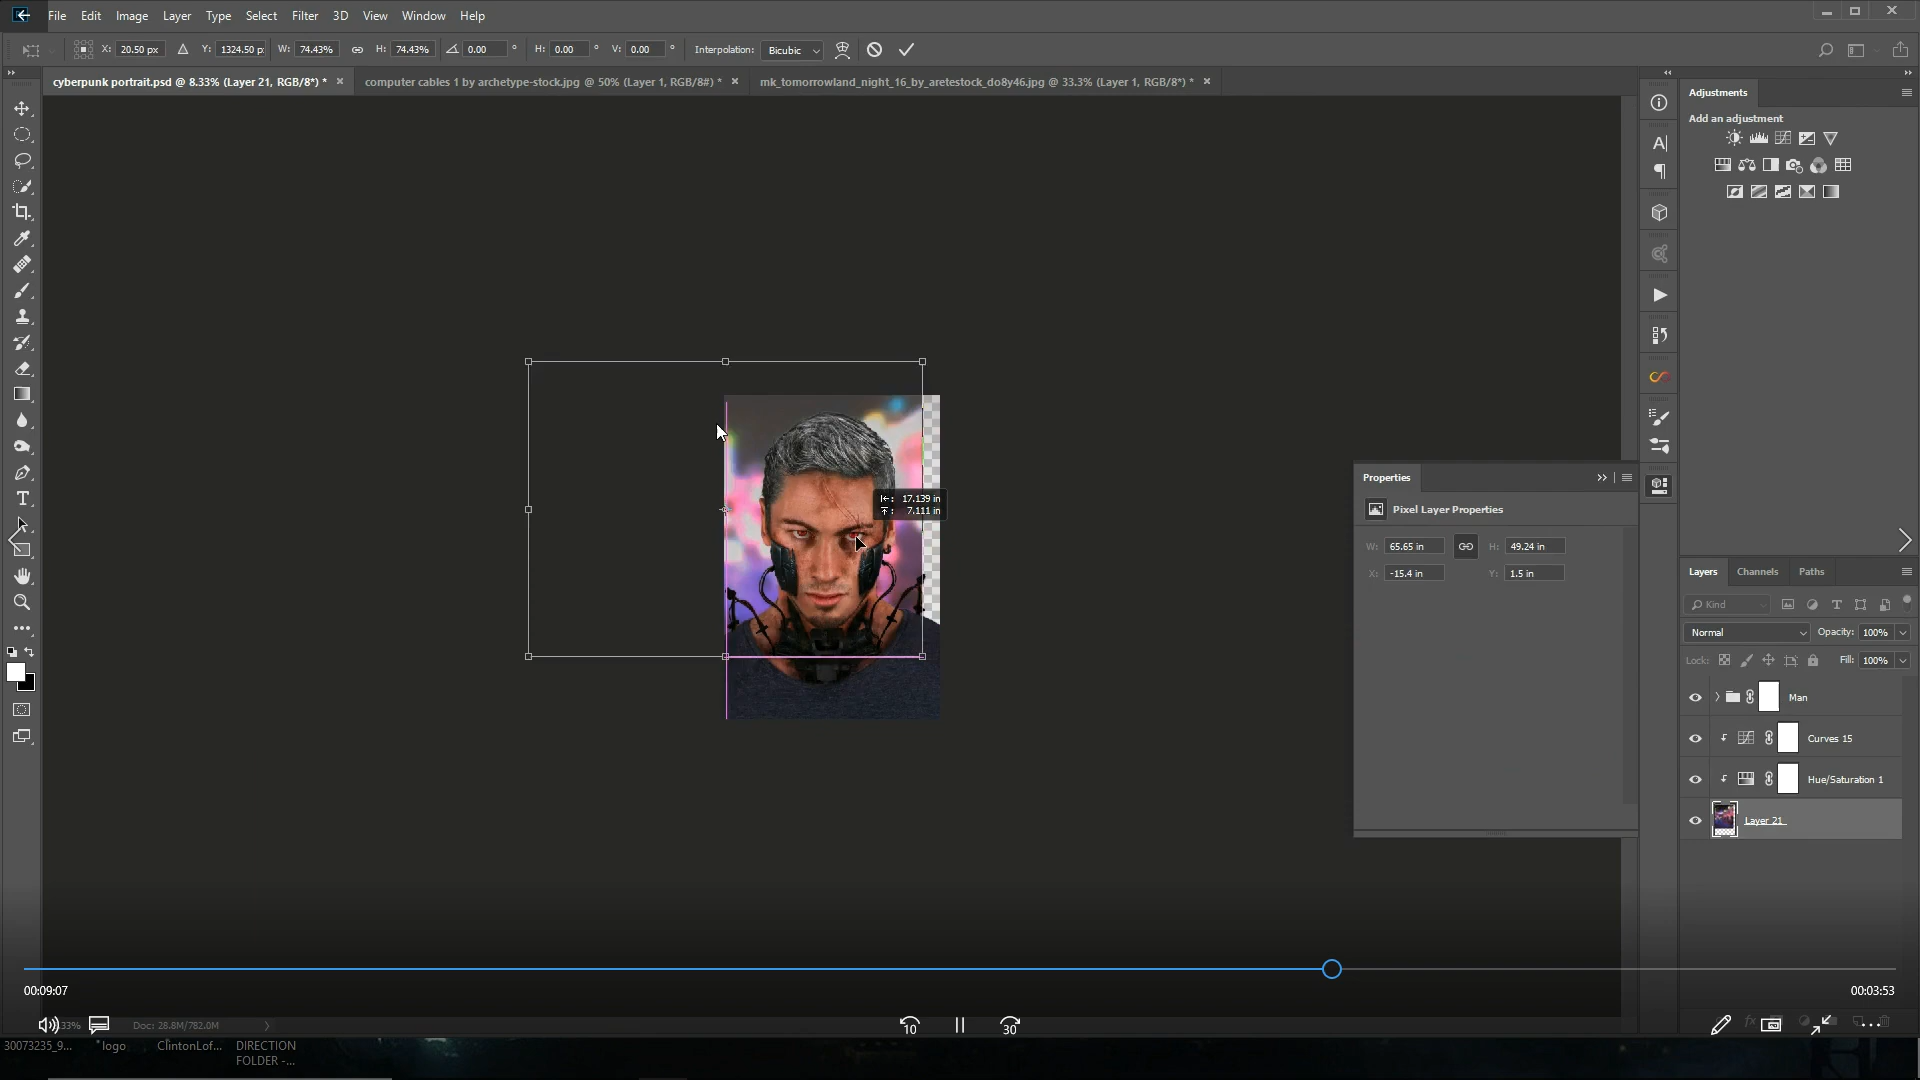 File Edit Image Layer Type Select Filter 3D View Window Help
X: 20.50 px Y: 1324.50 p: W: 74.43% H: 74.43% 0.00 ° H: 0.00 ° V: 0.00 ° Interpolation: Bicubic
cyberpunk portrait.psd @ 8.33% (Layer 21, RGB/8*) * × computer cables 1 by archetype-stock.jpg @ 50% (Layer 1, RGB/8#) * × mk_tomorrowland_night_16_by_aretestock_do8y46.jpg @ 33.3% (Layer 1, RGB/8*) * ×
Adjustments
Add an adjustment
17.139 in
7.111 in
Properties
Pixel Layer Properties
W: 65.65 in H: 49.24 in
X: -15.4 in Y: 1.5 in
Layers Channels Paths
Kind
Normal Opacity: 100%
Lock: Fill: 100%
Man
Curves 15
Hue/Saturation 1
Layer 21
00:09:07 00:03:53
33% Doc: 28.8M/782.0M
10 30
30073235_9... *logo ClintonLof... DIRECTION
FOLDER -...